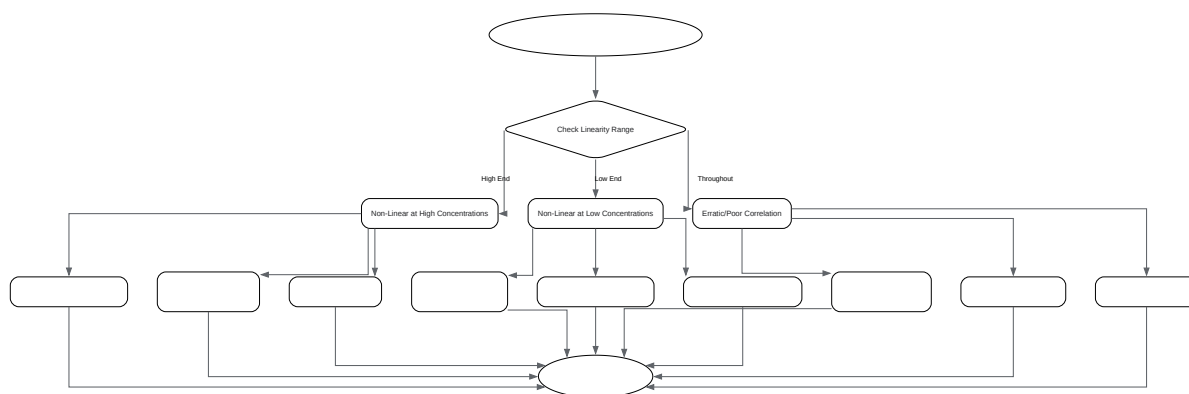 Check Linearity Range
High End
Low End
Throughout
Non-Linear at High Concentrations
Non-Linear at Low Concentrations
Erratic/Poor Correlation